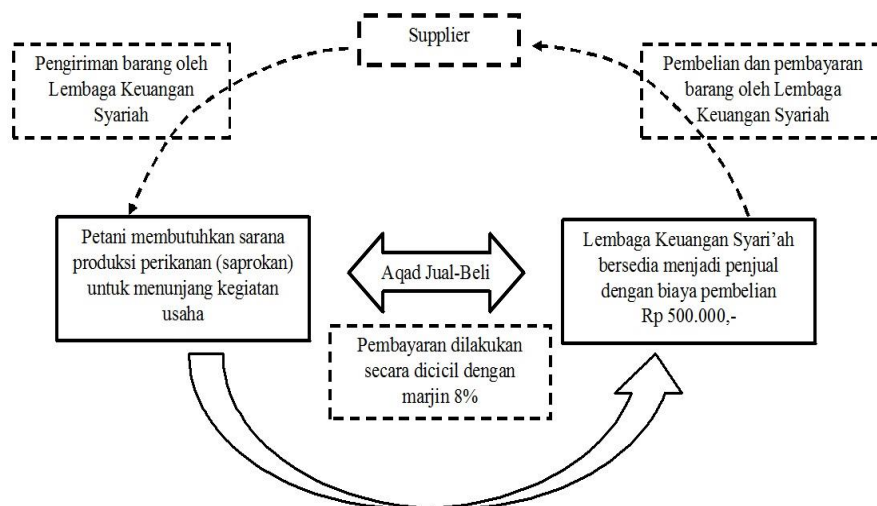 Supplier
Pengiriman barang oleh
Lembaga Keuangan
Syariah
Pembelian dan pembayaran
barang oleh Lembaga
Keuangan Syariah
Petani membutuhkan sarana
produksi perikanan (saprokan)
untuk menunjang kegiatan
usaha
Aqad Jual-Beli
Lembaga Keuangan Syari’ah
bersedia menjadi penjual
dengan biaya pembelian
Rp 500.000,-
Pembayaran dilakukan
secara dicicil dengan
marjin 8%